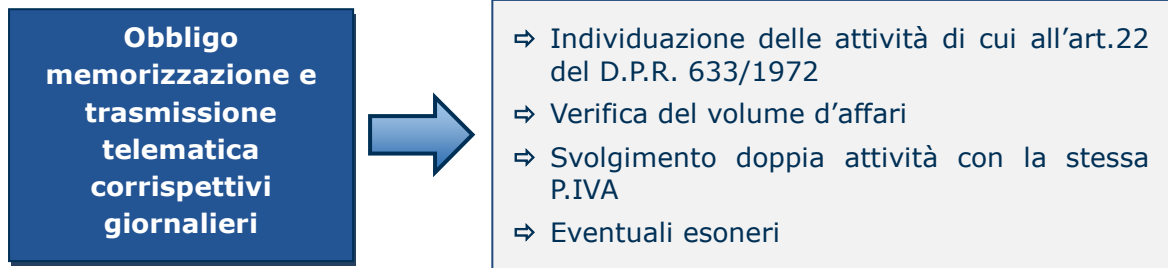 Obbligo
memorizzazione e
trasmissione
telematica
corrispettivi
giornalieri
⇨ Individuazione delle attività di cui all’art.22
del D.P.R. 633/1972
⇨ Verifica del volume d’affari
⇨ Svolgimento doppia attività con la stessa
P.IVA
⇨ Eventuali esoneri